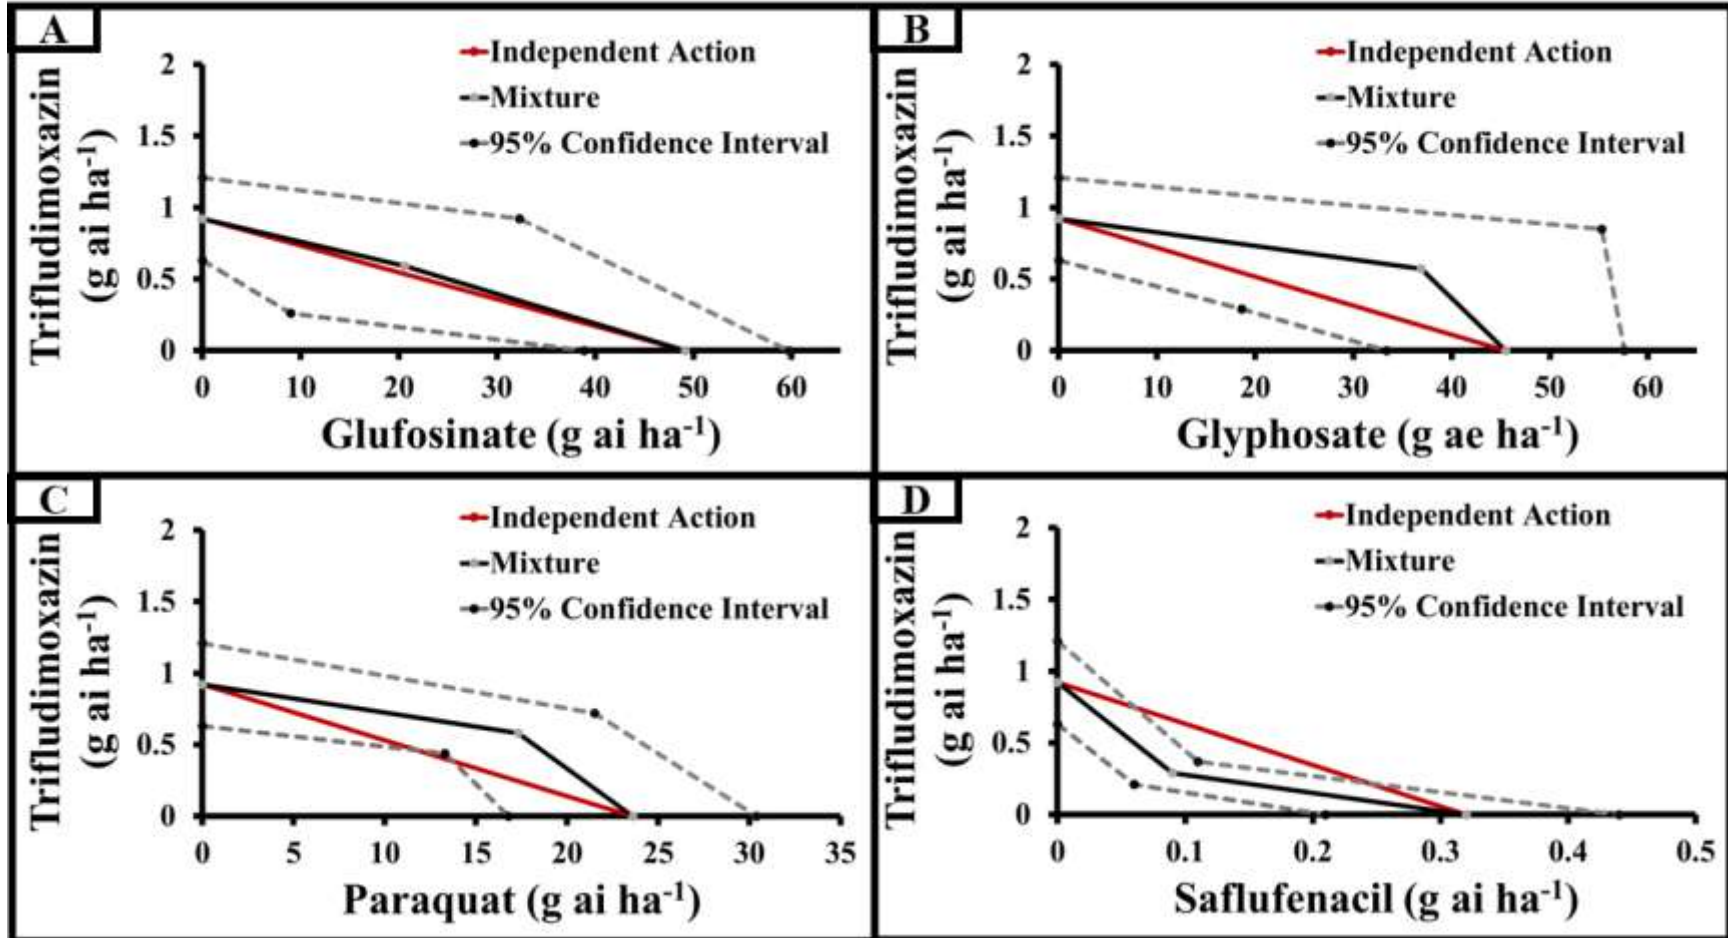 A
Independent Action
Mixture
95% Confidence Interval
Trifludimoxazin
(g ai ha⁻¹)
2
1.5
1
0.5
0
0 10 20 30 40 50 60
Glufosinate (g ai ha⁻¹)
B
Independent Action
Mixture
95% Confidence Interval
Trifludimoxazin
(g ai ha⁻¹)
2
1.5
1
0.5
0
0 10 20 30 40 50 60
Glyphosate (g ae ha⁻¹)
C
Independent Action
Mixture
95% Confidence Interval
Trifludimoxazin
(g ai ha⁻¹)
2
1.5
1
0.5
0
0 5 10 15 20 25 30 35
Paraquat (g ai ha⁻¹)
D
Independent Action
Mixture
95% Confidence Interval
Trifludimoxazin
(g ai ha⁻¹)
2
1.5
1
0.5
0
0 0.1 0.2 0.3 0.4 0.5
Saflufenacil (g ai ha⁻¹)